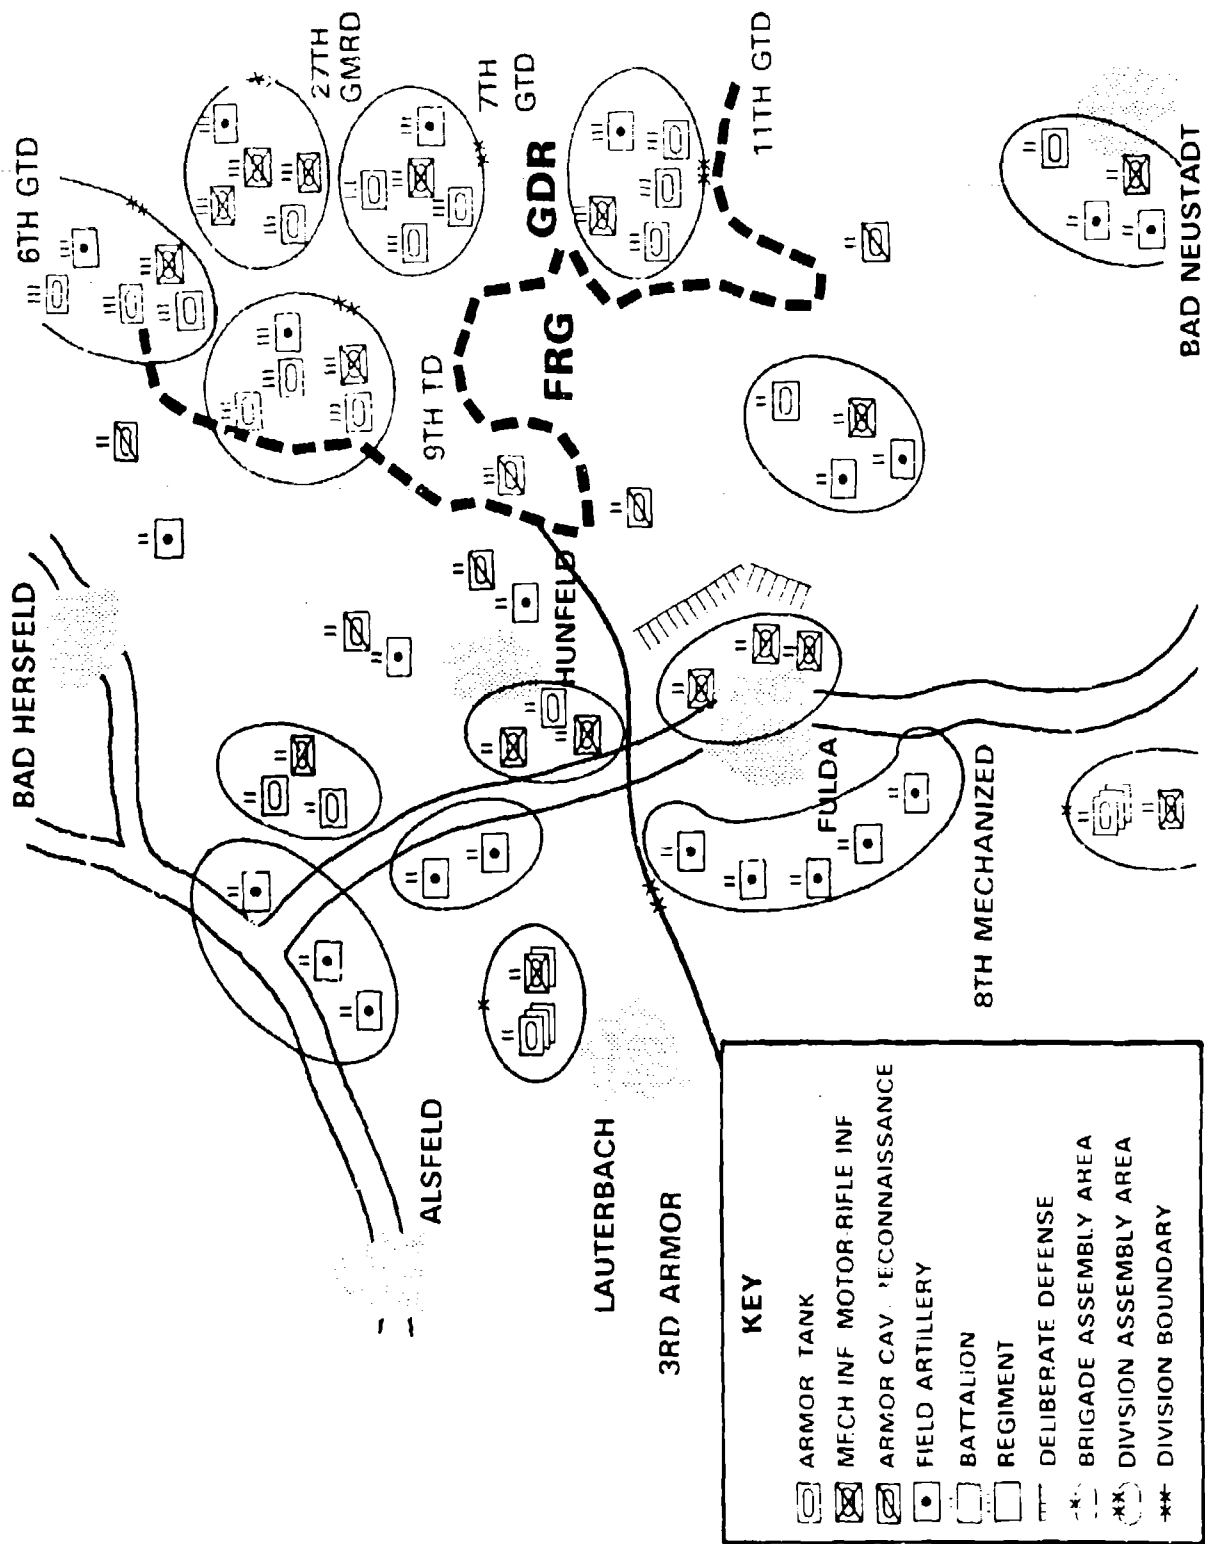 BAD HERSFELD
6TH GTD
27TH
GMRD
7TH
GTD
GDR
11TH GTD
9TH TD
FRG
HUNFELD
ALSFELD
LAUTERBACH
3RD ARMOR
FULDA
8TH MECHANIZED
BAD NEUSTADT
KEY
ARMOR TANK
MECH INF MOTOR-RIFLE INF
ARMOR CAV. RECONNAISSANCE
FIELD ARTILLERY
BATTALION
REGIMENT
DELIBERATE DEFENSE
BRIGADE ASSEMBLY AREA
DIVISION ASSEMBLY AREA
DIVISION BOUNDARY